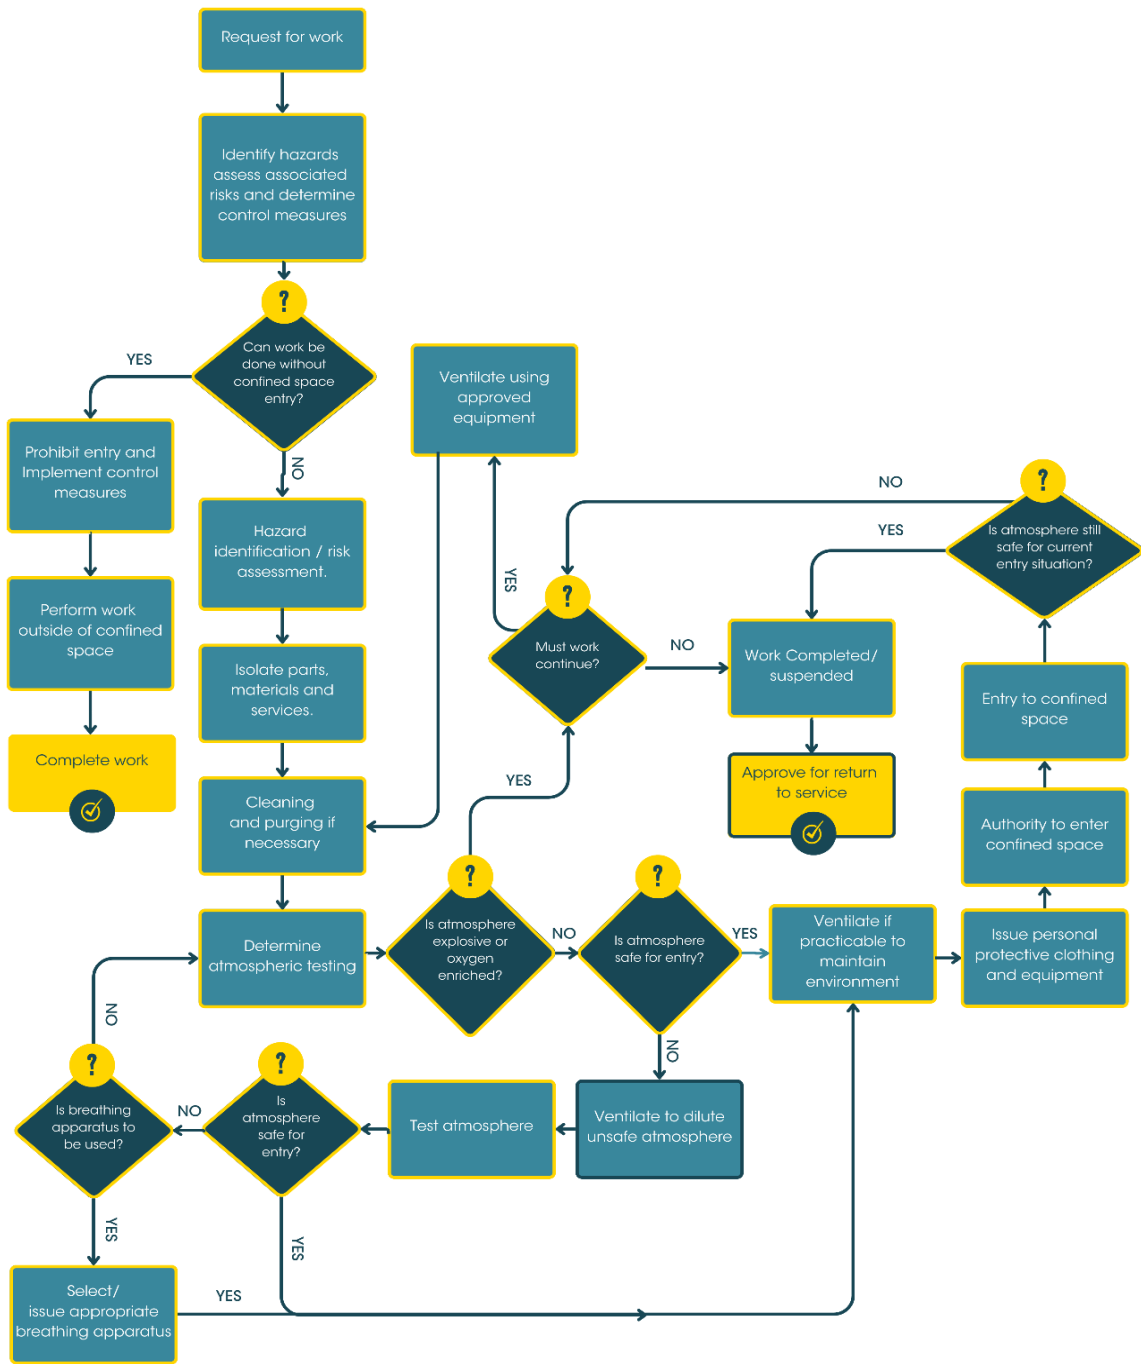 Request for work
Identify hazards
assess associated
risks and determine
control measures
?
Can work be
done without
confined space
entry?
YES
NO
Prohibit entry and
Implement control
measures
Perform work
outside of confined
space
Complete work
Hazard
identification / risk
assessment.
Isolate parts,
materials and
services.
Cleaning
and purging if
necessary
Determine
atmospheric testing
Ventilate using
approved
equipment
YES
?
Must work
continue?
NO
YES
?
Is atmosphere
explosive or
oxygen
enriched?
NO
?
Is atmosphere
safe for entry?
YES
NO
Ventilate if
practicable to
maintain
environment
Issue personal
protective clothing
and equipment
Authority to enter
confined space
Entry to confined
space
?
Is atmosphere still
safe for current
entry situation?
NO
YES
Work Completed/
suspended
Approve for return
to service
Ventilate to dilute
unsafe atmosphere
Test atmosphere
?
Is
atmosphere
safe for
entry?
NO
YES
?
Is breathing
apparatus to
be used?
NO
YES
Select/
issue appropriate
breathing apparatus
YES